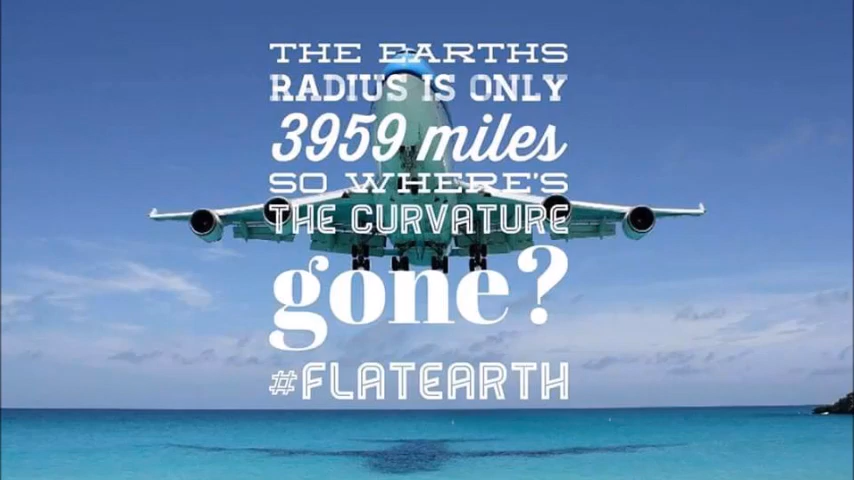 THE EARTHS
RADIUS IS ONLY
3959 miles
SO WHERE'S
THE CURVATURE
gone?
#FLATEARTH